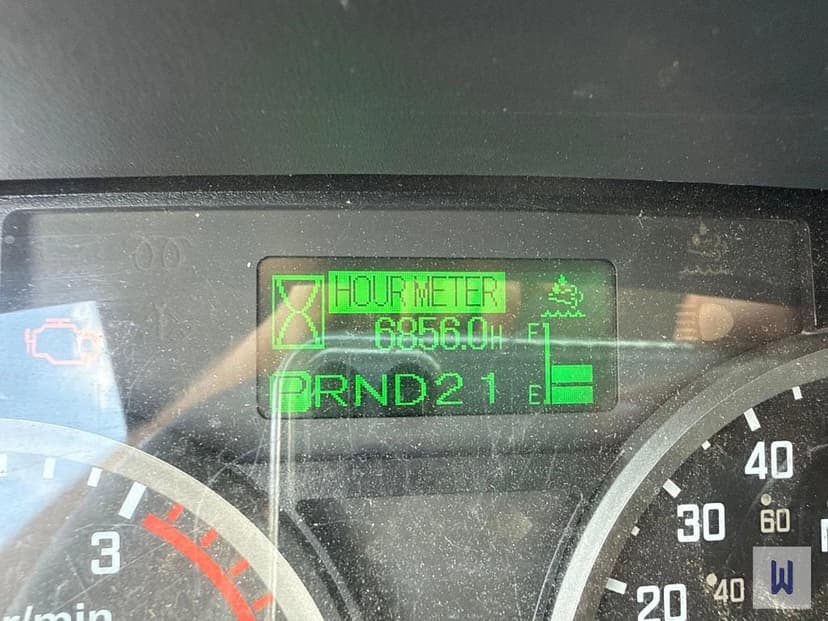 HOUR METER
6856.0H
F
PRND21
E
40
30
60
3
20
40
r/min
W